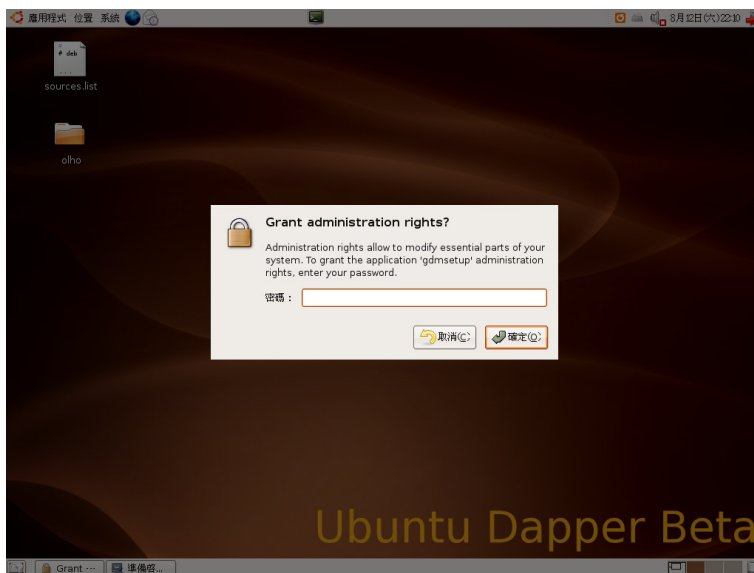 應用程式 位置 系統
8月12日(六)22:10
# deb
sources.list
olho
Grant administration rights?
Administration rights allow to modify essential parts of your
system. To grant the application 'gdmsetup' administration
rights, enter your password.
密碼：
取消(C)
確定(O)
Ubuntu Dapper Beta
Grant ...
準備啓...